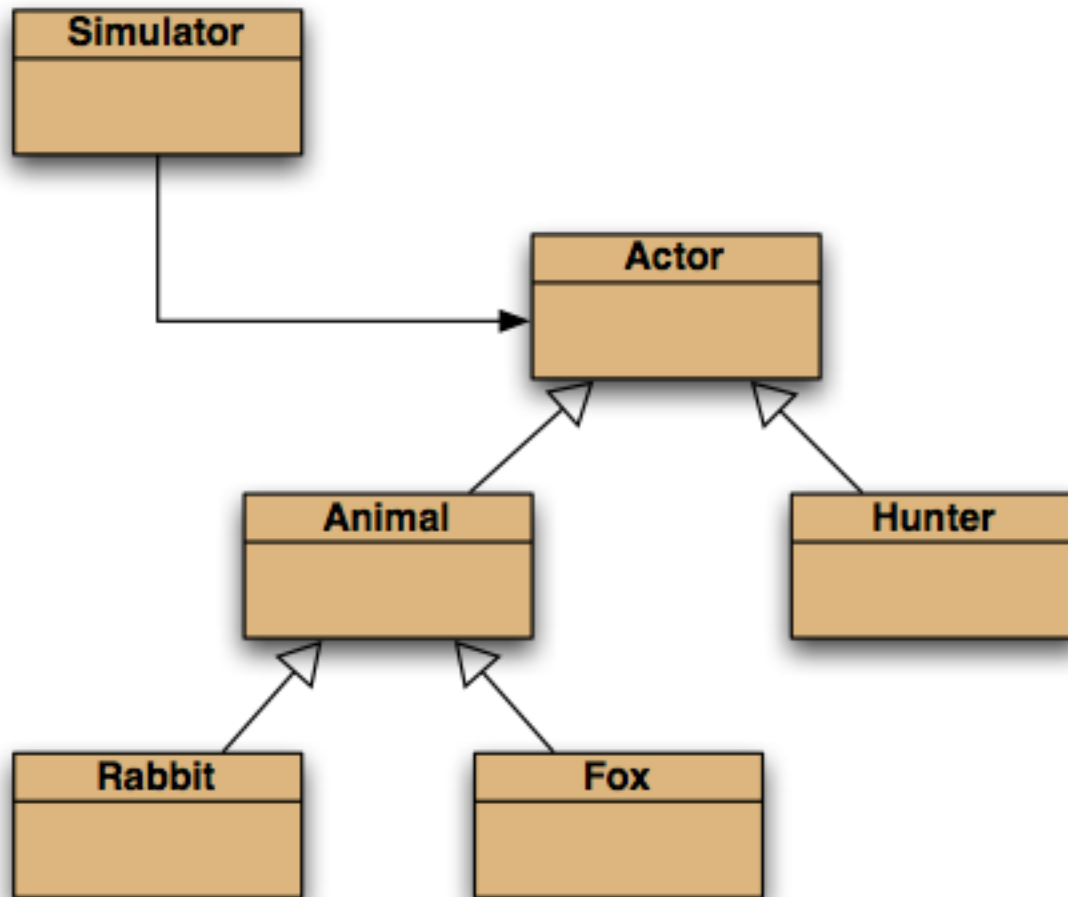 Simulator
Actor
Animal
Hunter
Rabbit
Fox